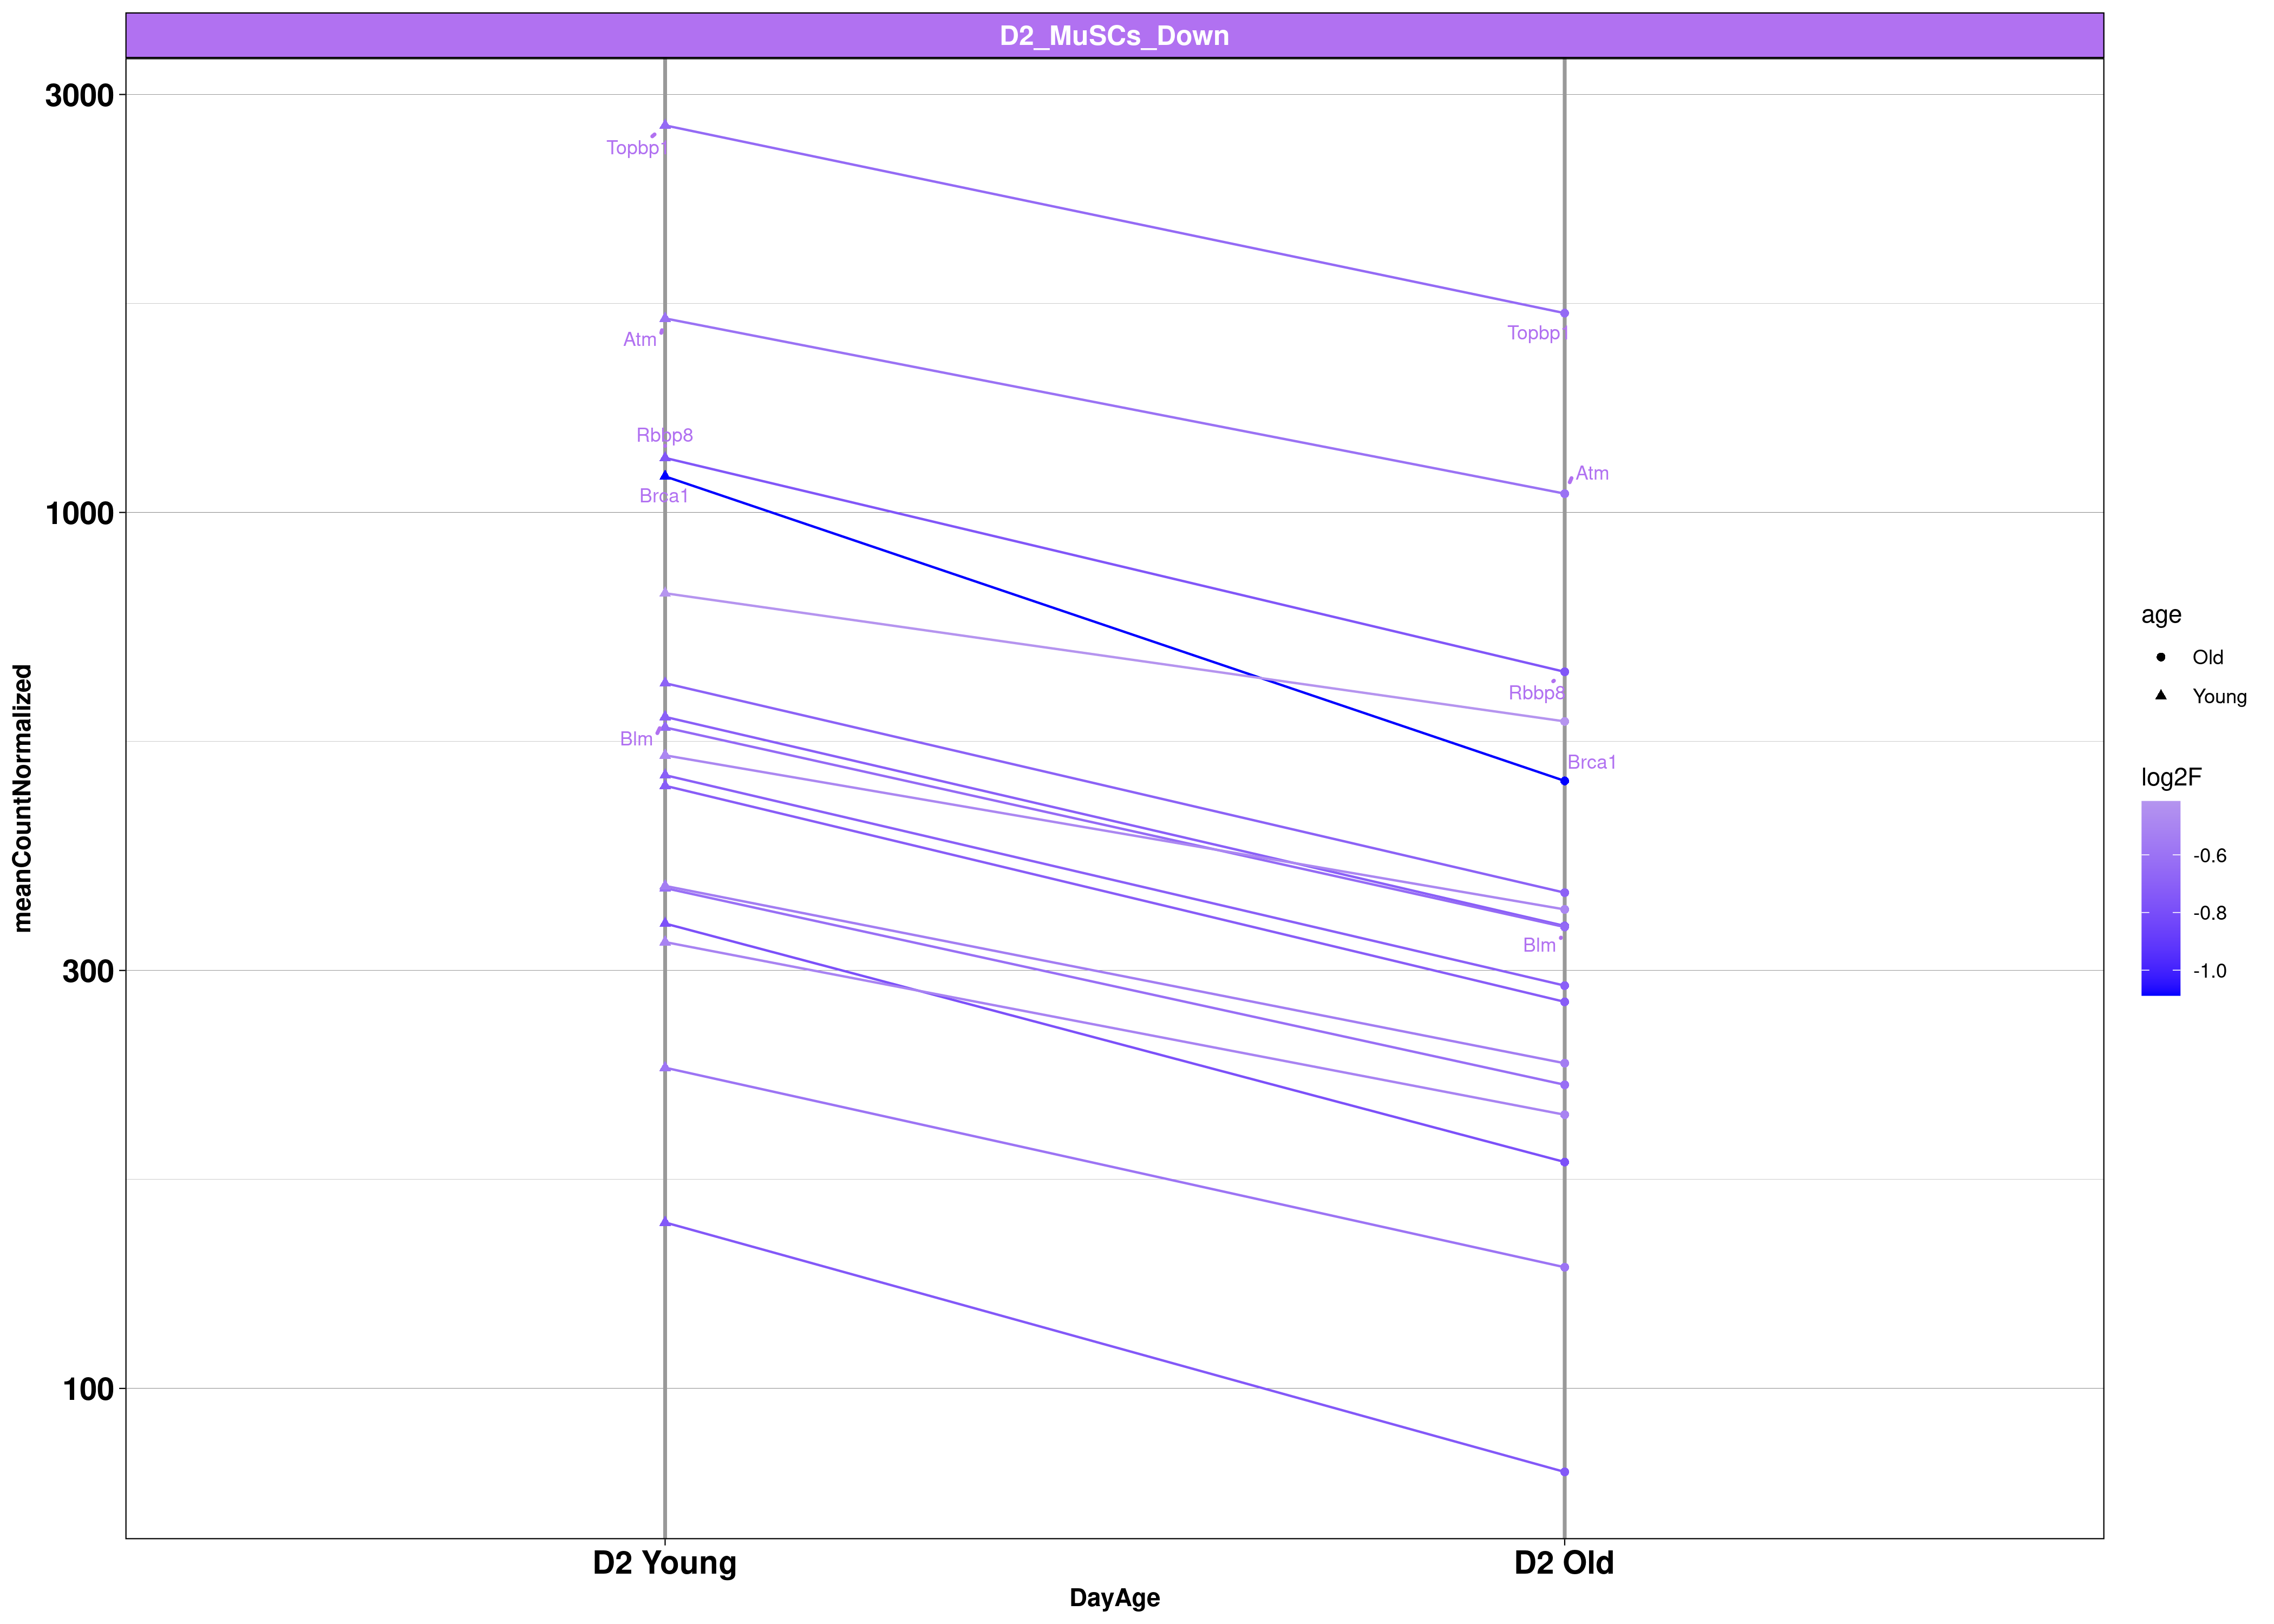 D2_MuSCs_Down
3000
1000
300
100
meanCountNormalized
Topbp1
Topbp1
Atm
Atm
Rbbp8
Brca1
Rbbp8
Blm
Brca1
Blm
D2 Young
D2 Old
DayAge
age
Old
Young
log2F
-0.6
-0.8
-1.0